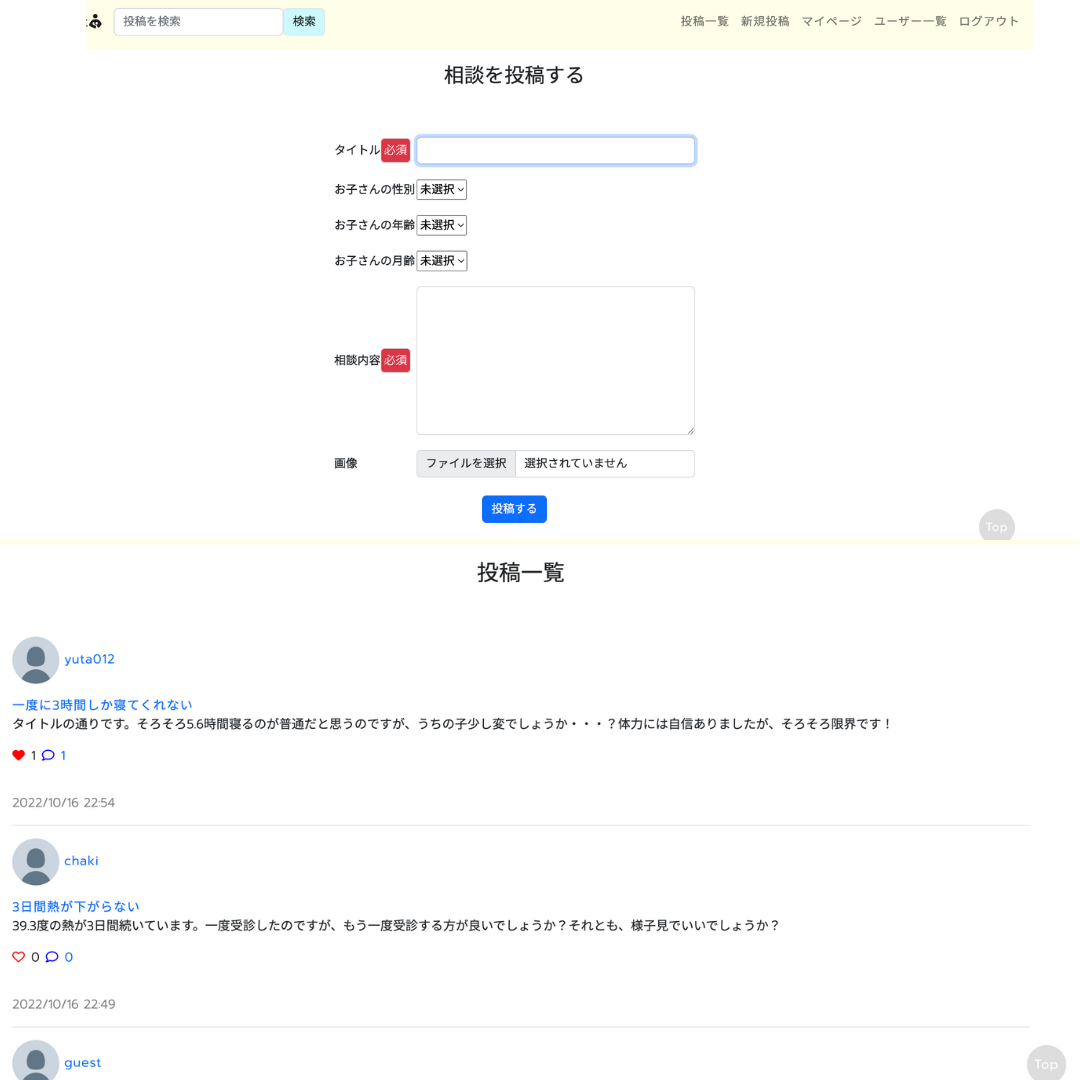 投稿を検索 検索 投稿一覧 新規投稿 マイページ ユーザー一覧 ログアウト
相談を投稿する
タイトル 必須
お子さんの性別 未選択
お子さんの年齢 未選択
お子さんの月齢 未選択
相談内容 必須
画像 ファイルを選択 選択されていません
投稿する
Top
投稿一覧
yuta012
一度に3時間しか寝てくれない
タイトルの通りです。そろそろ5.6時間寝るのが普通だと思うのですが、うちの子少し変でしょうか・・・？体力には自信ありましたが、そろそろ限界です！
1 1
2022/10/16 22:54
chaki
3日間熱が下がらない
39.3度の熱が3日間続いています。一度受診したのですが、もう一度受診する方が良いでしょうか？それとも、様子見でいいでしょうか？
0 0
2022/10/16 22:49
guest
Top